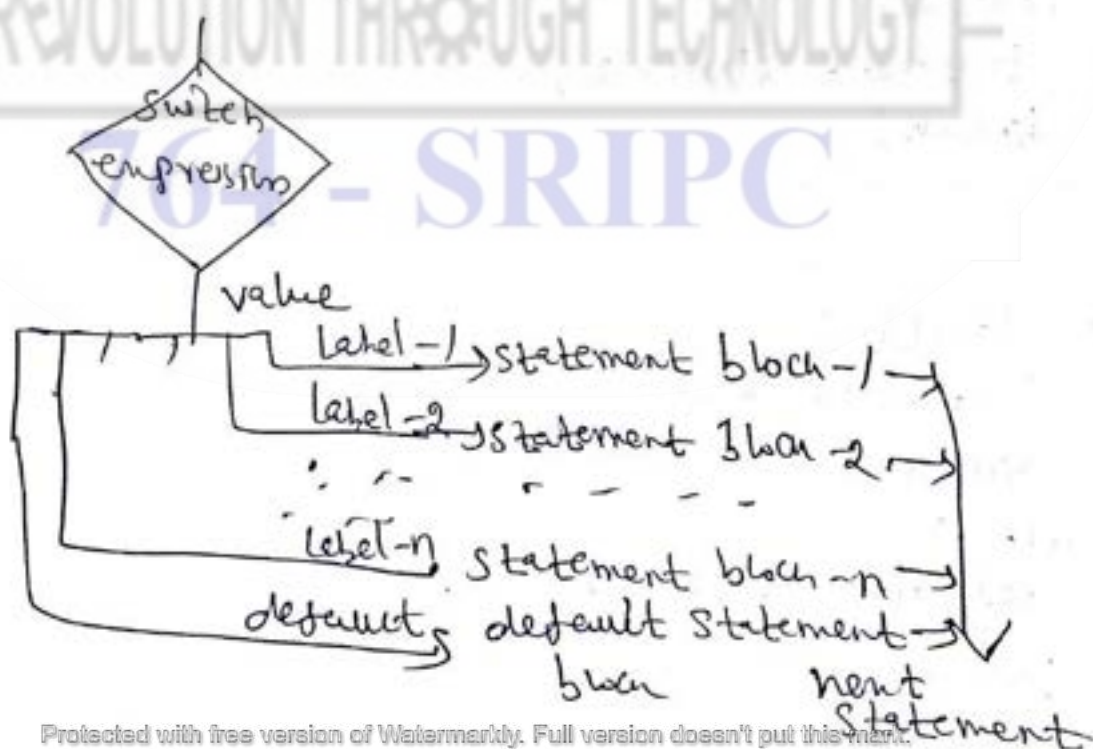 REVOLUTION THROUGH TECHNOLOGY
764 - SRIPC
switch
expression
value
Label-1 statement block-1
Label-2 statement Block-2
Label-n statement block-n
default default statement
block next
statement
Protected with free version of Watermarkly. Full version doesn't put this mark.